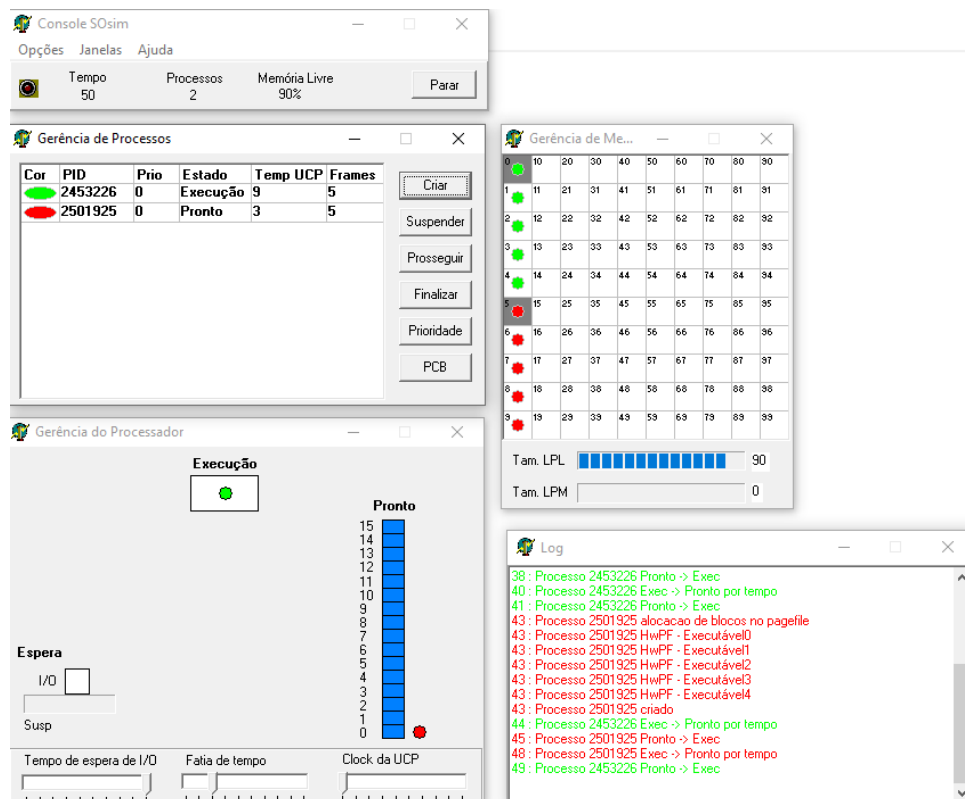 Console SOsim
Opções Janelas Ajuda
Tempo Processos Memória Livre
50 2 90% Parar
Gerência de Processos
Cor PID Prio Estado Temp UCP Frames
2453226 0 Execução 9 5
2501925 0 Pronto 3 5
Criar
Suspender
Prosseguir
Finalizar
Prioridade
PCB
Gerência de Me...
0 10 20 30 40 50 60 70 80 90
1 11 21 31 41 51 61 71 81 91
2 12 22 32 42 52 62 72 82 92
3 13 23 33 43 53 63 73 83 93
4 14 24 34 44 54 64 74 84 94
5 15 25 35 45 55 65 75 85 95
6 16 26 36 46 56 66 76 86 96
7 17 27 37 47 57 67 77 87 97
8 18 28 38 48 58 68 78 88 98
9 19 29 39 49 59 69 79 89 99
Tam. LPL 90
Tam. LPM 0
Gerência do Processador
Execução
Pronto
15
14
13
12
11
10
9
8
7
6
5
4
3
2
1
0
Espera
I/O
Susp
Tempo de espera de I/O Fatia de tempo Clock da UCP
Log
38 : Processo 2453226 Pronto -> Exec
40 : Processo 2453226 Exec -> Pronto por tempo
41 : Processo 2453226 Pronto -> Exec
43 : Processo 2501925 alocacao de blocos no pagefile
43 : Processo 2501925 HwPF - Executável0
43 : Processo 2501925 HwPF - Executável1
43 : Processo 2501925 HwPF - Executável2
43 : Processo 2501925 HwPF - Executável3
43 : Processo 2501925 HwPF - Executável4
43 : Processo 2501925 criado
44 : Processo 2453226 Exec -> Pronto por tempo
45 : Processo 2501925 Pronto -> Exec
48 : Processo 2501925 Exec -> Pronto por tempo
49 : Processo 2453226 Pronto -> Exec